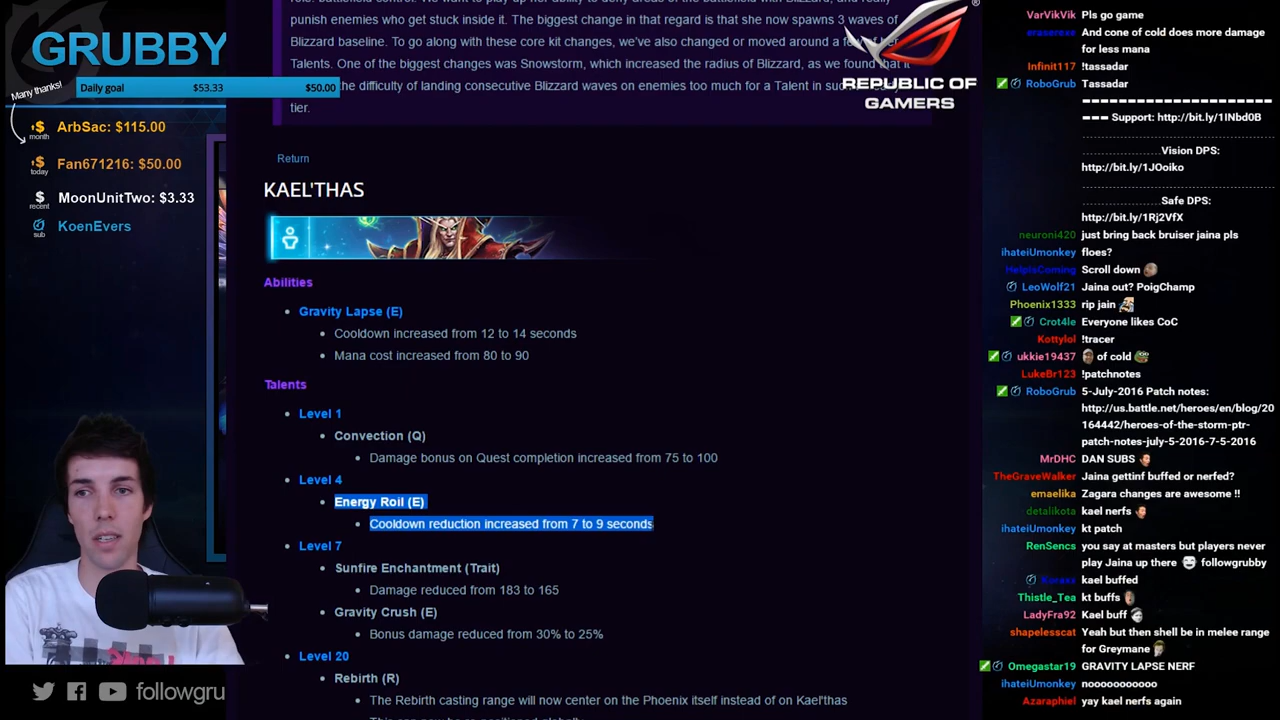 role: battlefield control. We want to play up her ability to deny areas of the battlefield with Blizzard, and really
punish enemies who get stuck inside it. The biggest change in that regard is that she now spawns 3 waves of
Blizzard baseline. To go along with these core kit changes, we've also changed or moved around a few of her
Talents. One of the biggest changes was Snowstorm, which increased the radius of Blizzard, as we found that it
the difficulty of landing consecutive Blizzard waves on enemies too much for a Talent in such
tier.
GRUBBY
Many thanks!
Daily goal $53.33 $50.00
month ArbSac: $115.00
today Fan671216: $50.00
recent MoonUnitTwo: $3.33
sub KoenEvers
REPUBLIC OF
GAMERS
Return
KAEL'THAS
Abilities
Gravity Lapse (E)
Cooldown increased from 12 to 14 seconds
Mana cost increased from 80 to 90
Talents
Level 1
Convection (Q)
Damage bonus on Quest completion increased from 75 to 100
Level 4
Energy Roil (E)
Cooldown reduction increased from 7 to 9 seconds
Level 7
Sunfire Enchantment (Trait)
Damage reduced from 183 to 165
Gravity Crush (E)
Bonus damage reduced from 30% to 25%
Level 20
Rebirth (R)
The Rebirth casting range will now center on the Phoenix itself instead of on Kael'thas
followgru
VarVikVik Pls go game
eraserexe And cone of cold does more damage
for less mana
Infinit117 !tassadar
RoboGrub Tassadar
Support: http://bit.ly/1INbd0B
Vision DPS:
http://bit.ly/1JOoiko
Safe DPS:
http://bit.ly/1Rj2VfX
neuroni420 just bring back bruiser jaina pls
ihateiUmonkey floes?
HelpisComing Scroll down
LeoWolf21 Jaina out? PoigChamp
Phoenix1333 rip jain
Crot4le Everyone likes CoC
Kottylol !tracer
ukkie19437 of cold
LukeBr123 !patchnotes
RoboGrub 5-July-2016 Patch notes:
http://us.battle.net/heroes/en/blog/20
164442/heroes-of-the-storm-ptr-
patch-notes-july-5-2016-7-5-2016
MrDHC DAN SUBS
TheGraveWalker Jaina gettinf buffed or nerfed?
emaelika Zagara changes are awesome !!
detalikota kael nerfs
ihateiUmonkey kt patch
RenSencs you say at masters but players never
play Jaina up there followgrubby
kael buffed
Thistle_Tea kt buffs
LadyFra92 Kael buff
shapelesscat Yeah but then shell be in melee range
for Greymane
Omegastar19 GRAVITY LAPSE NERF
ihateiUmonkey nooooooooooo
Azaraphiel yay kael nerfs again